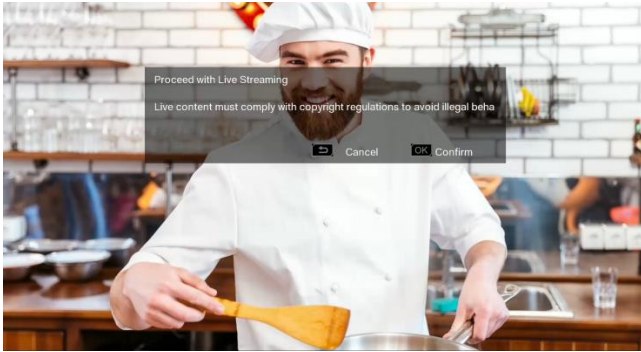 Proceed with Live Streaming
Live content must comply with copyright regulations to avoid illegal beha
Cancel OK Confirm